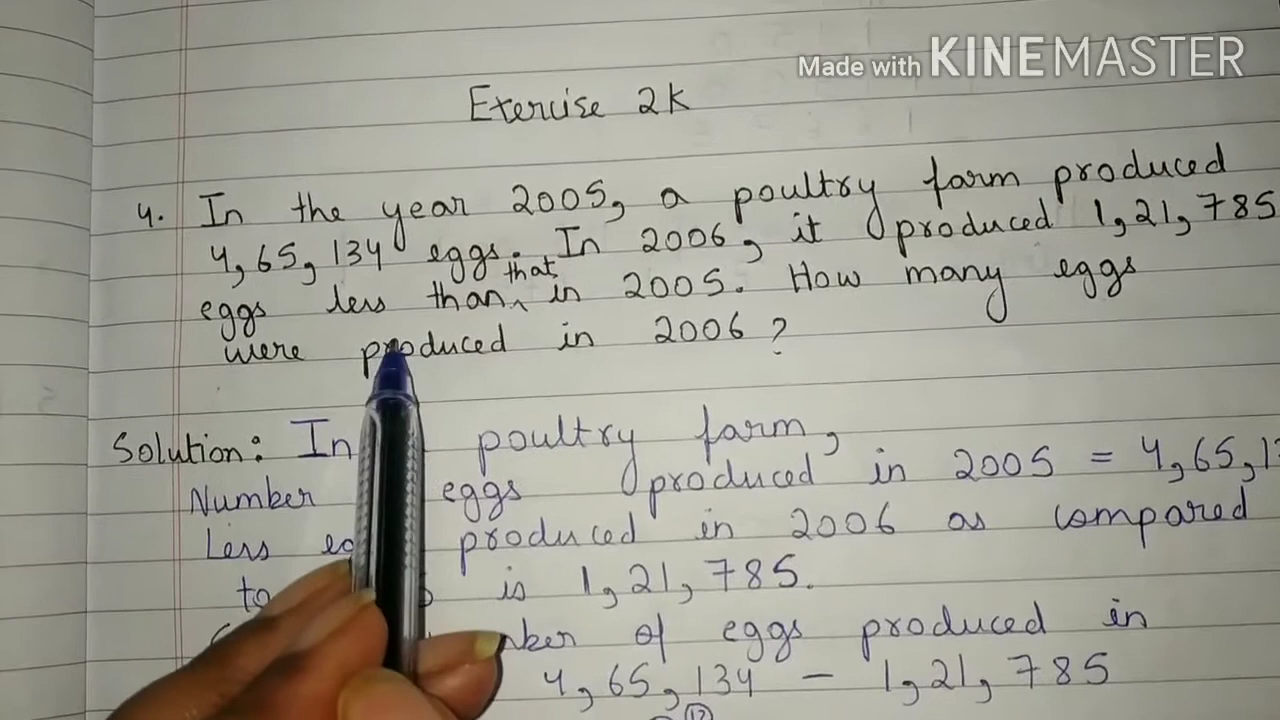 Made with KINEMASTER
Exercise 2K
4. In the year 2005, a poultry farm produced
4,65,134 eggs. In 2006, it produced 1,21,785
eggs less than that in 2005. How many eggs
were produced in 2006?
Solution: In poultry farm,
Number eggs produced in 2005 = 4,65,13
Less produced in 2006 as compared
to is 1,21,785.
of eggs produced in
4,65,134 - 1,21,785
12